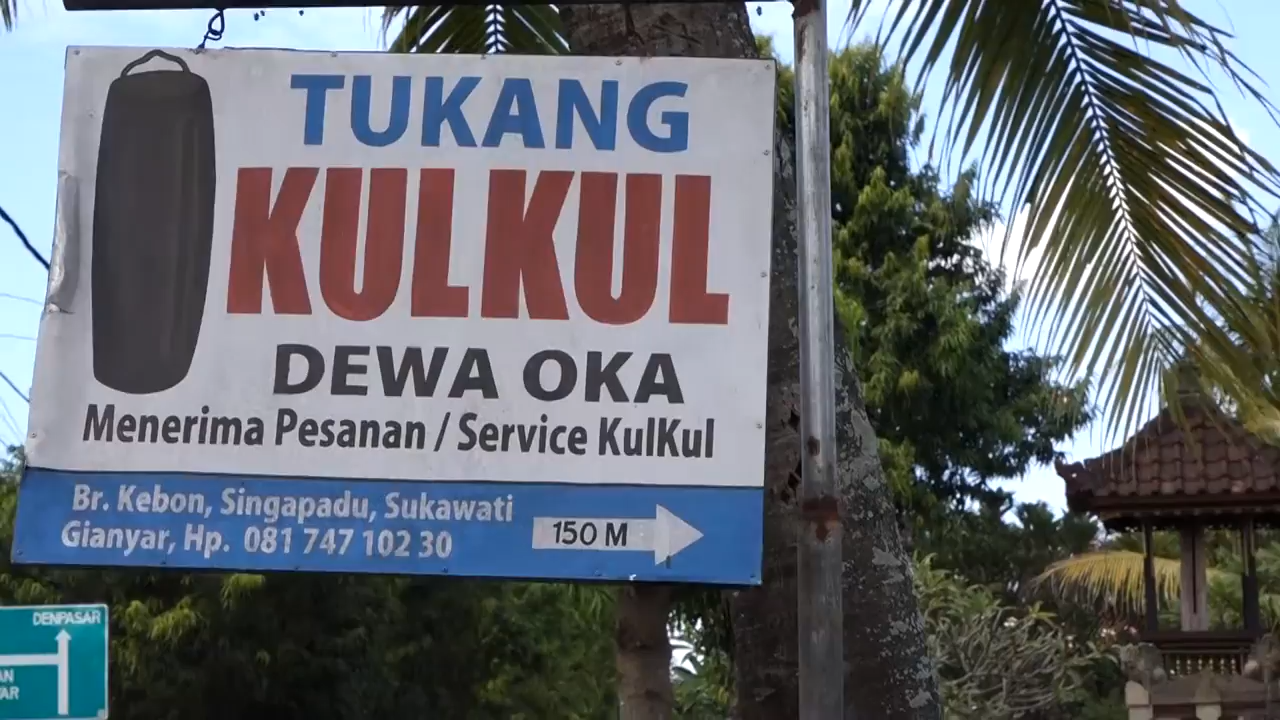 TUKANG
KULKUL
DEWA OKA
Menerima Pesanan / Service KulKul
Br. Kebon, Singapadu, Sukawati
Gianyar, Hp. 081 747 102 30
150 M
DENPASAR